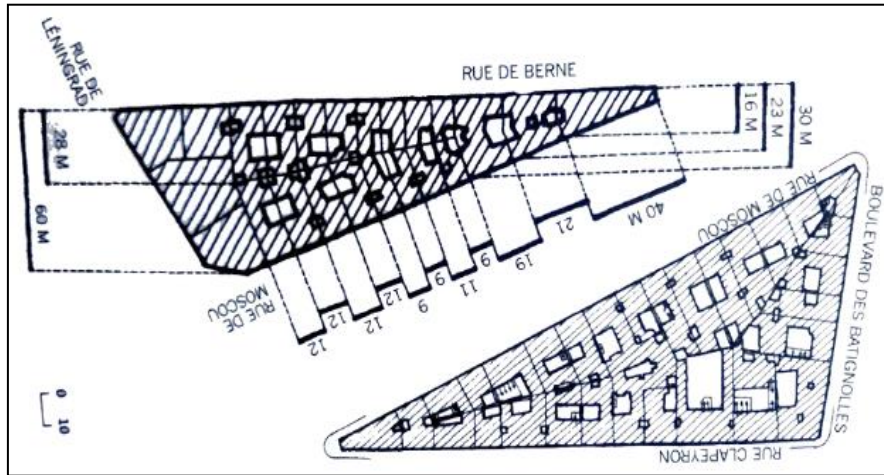 RUE DE
LÉNINGRAD
RUE DE BERNE
28 M
60 M
16 M
23 M
30 M
40 M
21
19
9
11
9
9
12
12
12
12
RUE DE
MOSCOU
0 10
RUE DE MOSCOU
BOULEVARD DES BATIGNOLLES
RUE CLAPEYRON